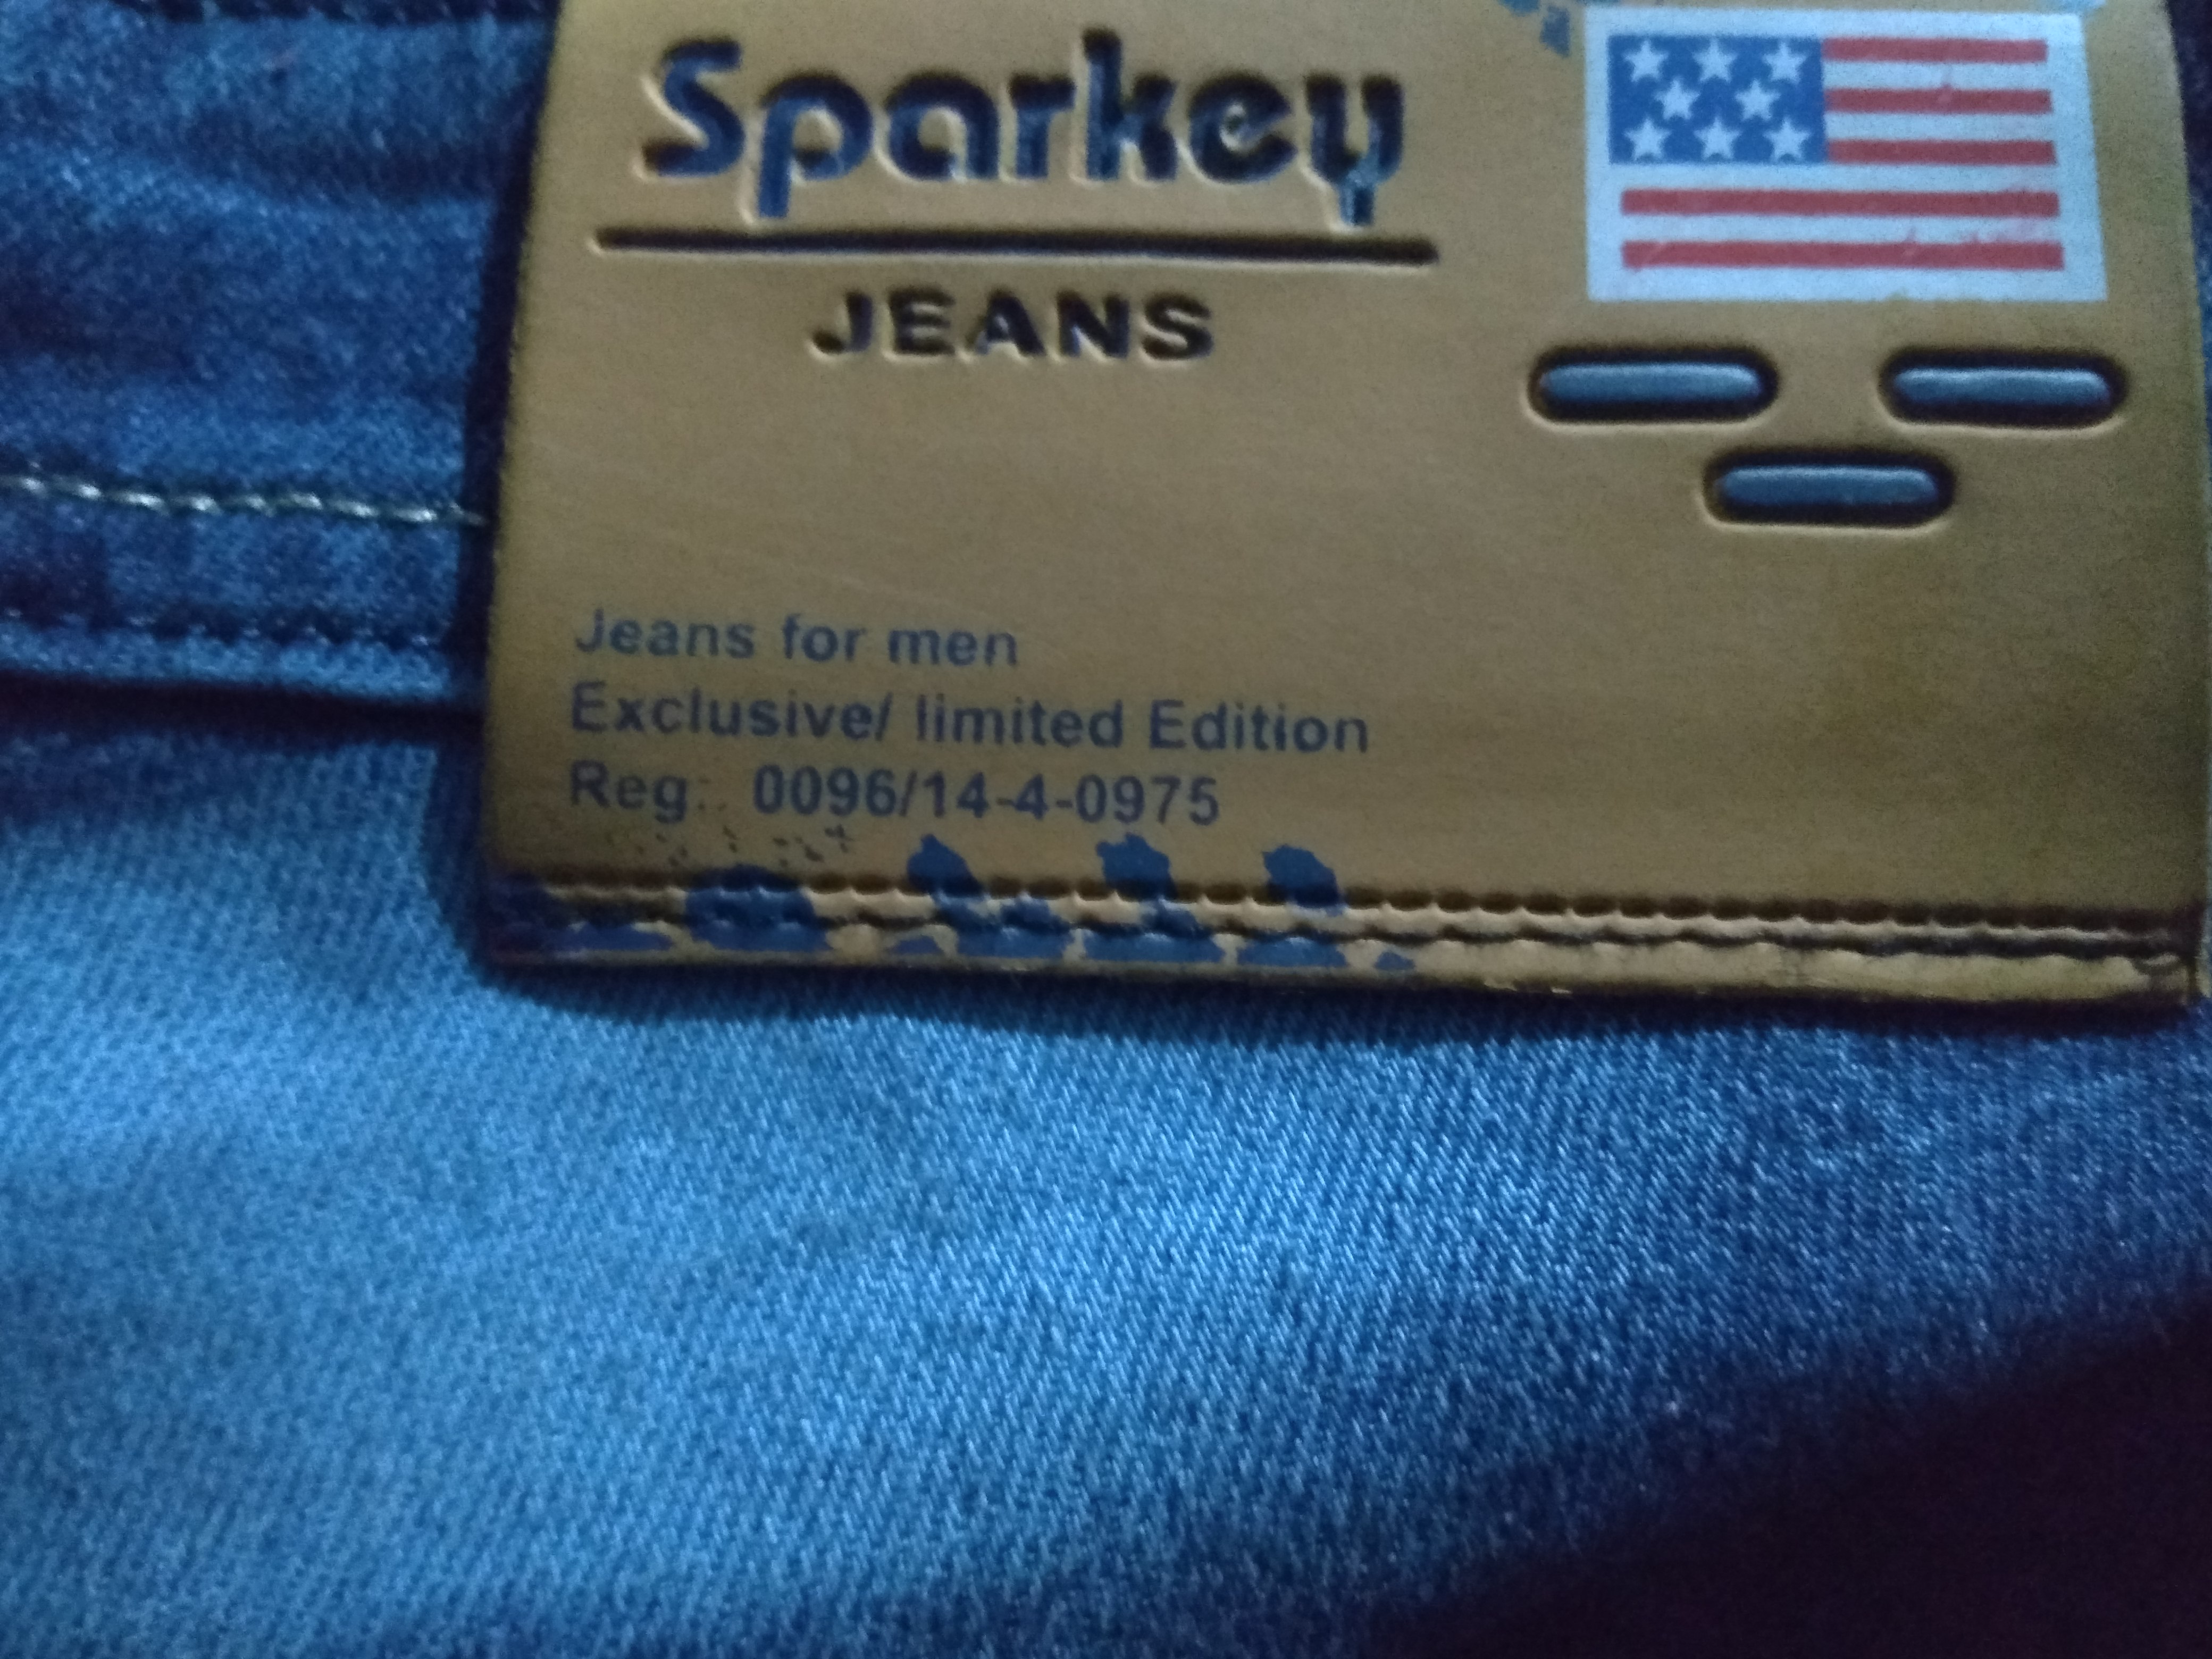 Sparkey
JEANS
Jeans for men
Exclusive/ limited Edition
Reg: 0096/14-4-0975